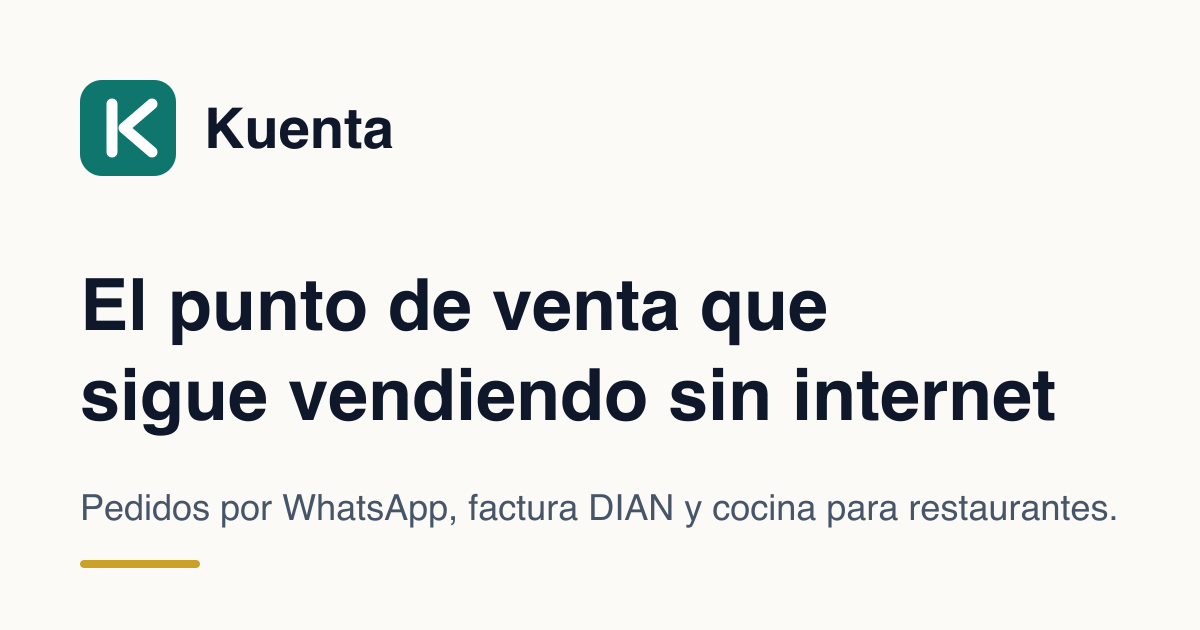 K Kuenta
El punto de venta que
sigue vendiendo sin internet
Pedidos por WhatsApp, factura DIAN y cocina para restaurantes.